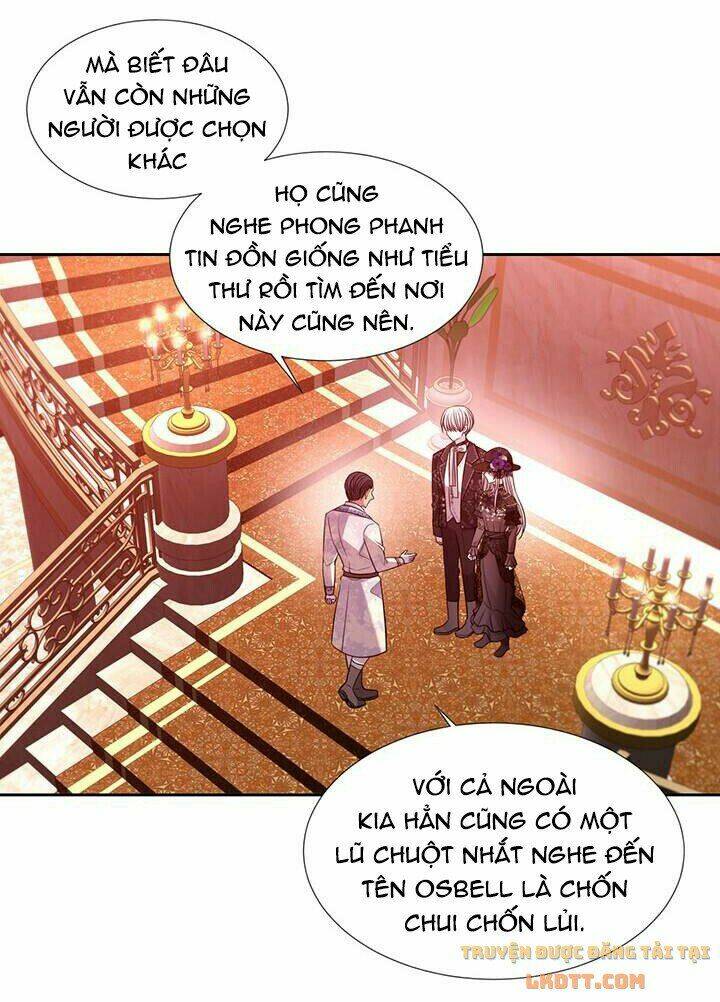 MÀ BIẾT ĐÂU
VẪN CÒN NHỮNG
NGƯỜI ĐƯỢC CHỌN
KHÁC
HỌ CŨNG
NGHE PHONG PHANH
TIN ĐỒN GIỐNG NHƯ TIỂU
THƯ RỒI TÌM ĐẾN NƠI
NÀY CŨNG NÊN.
VỚI CẢ NGOÀI
KIA HẲN CŨNG CÓ MỘT
LŨ CHUỘT NHẮT NGHE ĐẾN
TÊN OSBELL LÀ CHỐN
CHUI CHỐN LỦI.
TRUYỆN ĐƯỢC ĐĂNG TẢI TẠI
LKDTT.COM